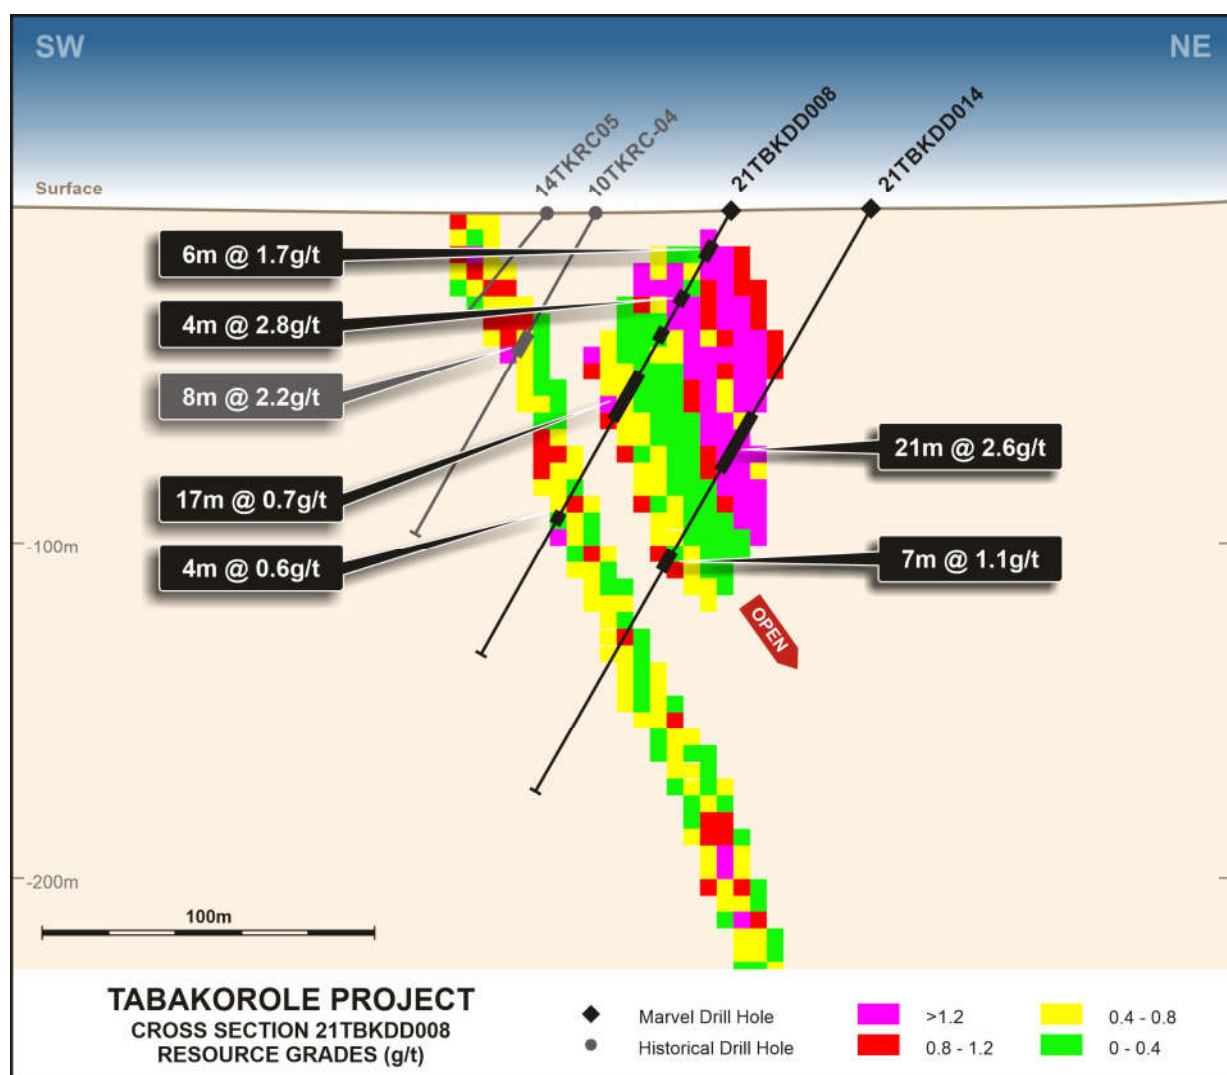 SW
NE
14TKRC05
10TKRC-04
21TBKDD008
21TBKDD014
Surface
6m @ 1.7g/t
4m @ 2.8g/t
8m @ 2.2g/t
17m @ 0.7g/t
4m @ 0.6g/t
21m @ 2.6g/t
7m @ 1.1g/t
-100m
OPEN
-200m
100m
TABAKOROLE PROJECT
CROSS SECTION 21TBKDD008
RESOURCE GRADES (g/t)
Marvel Drill Hole
Historical Drill Hole
>1.2
0.8 - 1.2
0.4 - 0.8
0 - 0.4